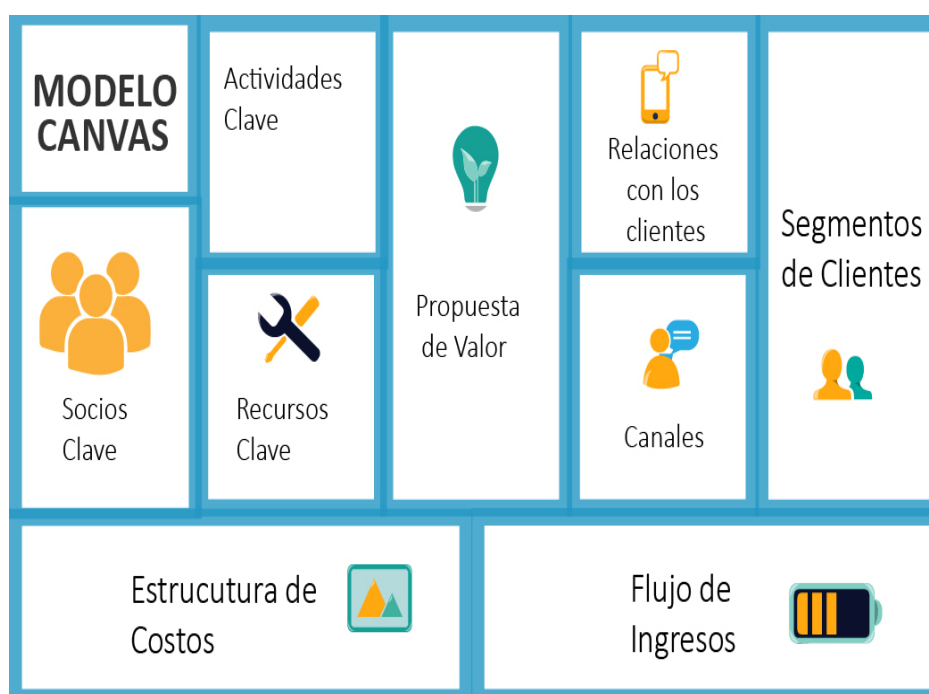 MODELO
CANVAS
Actividades
Clave
Relaciones
con los
clientes
Segmentos
de Clientes
Propuesta
de Valor
Socios
Clave
Recursos
Clave
Canales
Estrucutura de
Costos
Flujo de
Ingresos